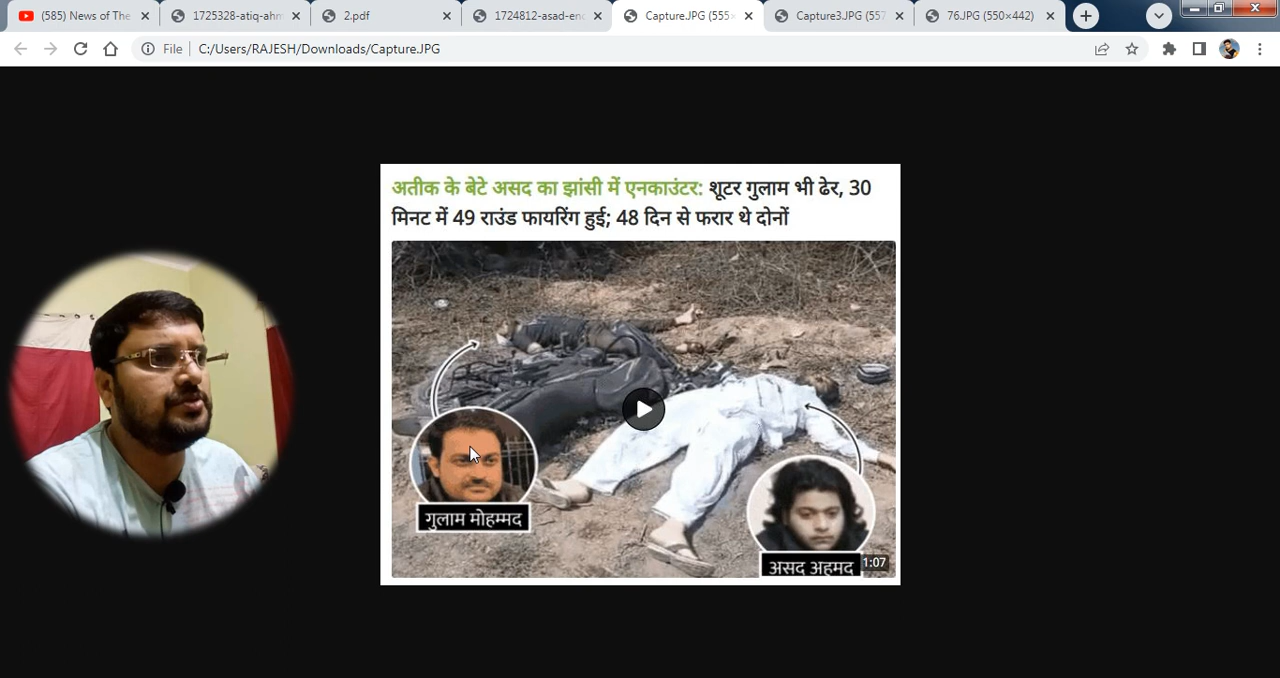 (585) News of The
1725328-atiq-ahm
2.pdf
1724812-asad-enc
Capture.JPG (555×
Capture3.JPG (557
76.JPG (550×442)
File
C:/Users/RAJESH/Downloads/Capture.JPG
अतीक के बेटे असद का झांसी में एनकाउंटर: शूटर गुलाम भी ढेर, 30
मिनट में 49 राउंड फायरिंग हुई; 48 दिन से फरार थे दोनों
गुलाम मोहम्मद
असद अहमद
1:07